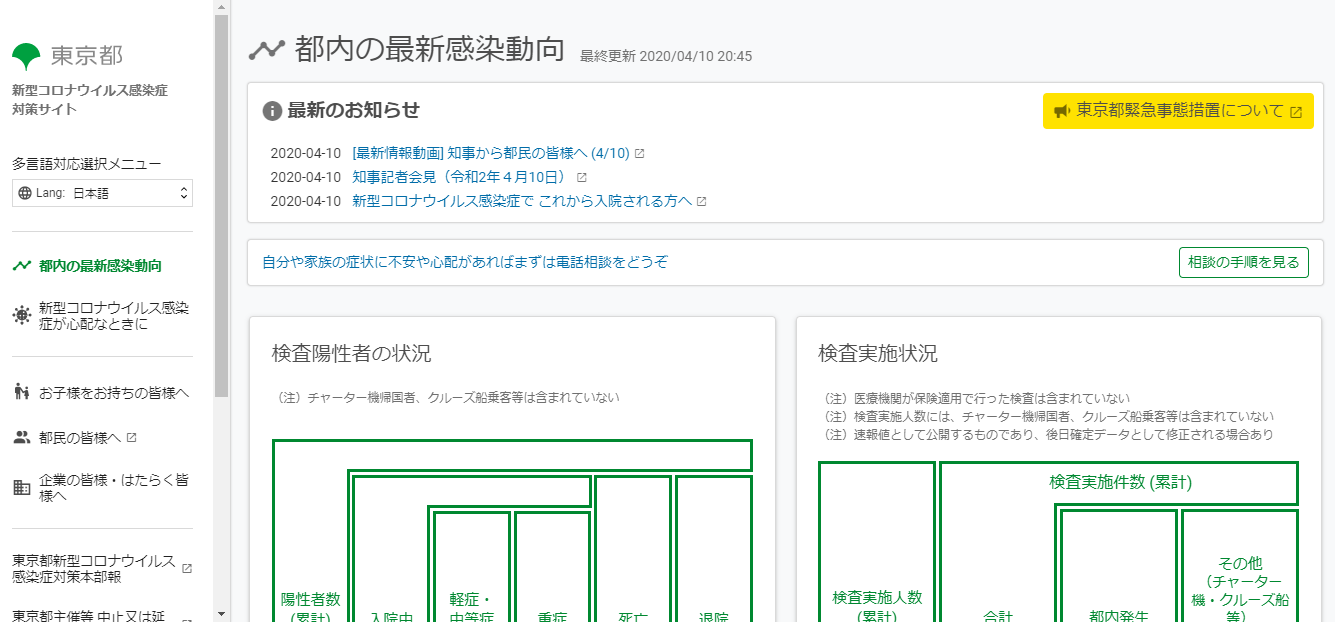 東京都
新型コロナウイルス感染症
対策サイト
多言語対応選択メニュー
Lang: 日本語
都内の最新感染動向
新型コロナウイルス感染
症が心配なときに
お子様をお持ちの皆様へ
都民の皆様へ
企業の皆様・はたらく皆
様へ
東京都新型コロナウイルス
感染症対策本部報
東京都主催等 中止又は延
都内の最新感染動向 最終更新 2020/04/10 20:45
最新のお知らせ
東京都緊急事態措置について
2020-04-10 [最新情報動画] 知事から都民の皆様へ (4/10)
2020-04-10 知事記者会見（令和2年４月10日）
2020-04-10 新型コロナウイルス感染症で これから入院される方へ
自分や家族の症状に不安や心配があればまずは電話相談をどうぞ
相談の手順を見る
検査陽性者の状況
（注）チャーター機帰国者、クルーズ船乗客等は含まれていない
陽性者数
（累計）
入院中
軽症・
中等症
重症
死亡
退院
検査実施状況
（注）医療機関が保険適用で行った検査は含まれていない
（注）検査実施人数には、チャーター機帰国者、クルーズ船乗客等は含まれていない
（注）速報値として公開するものであり、後日確定データとして修正される場合あり
検査実施人数
（累計）
検査実施件数 (累計)
合計
都内発生
その他
（チャーター
機・クルーズ船
等）